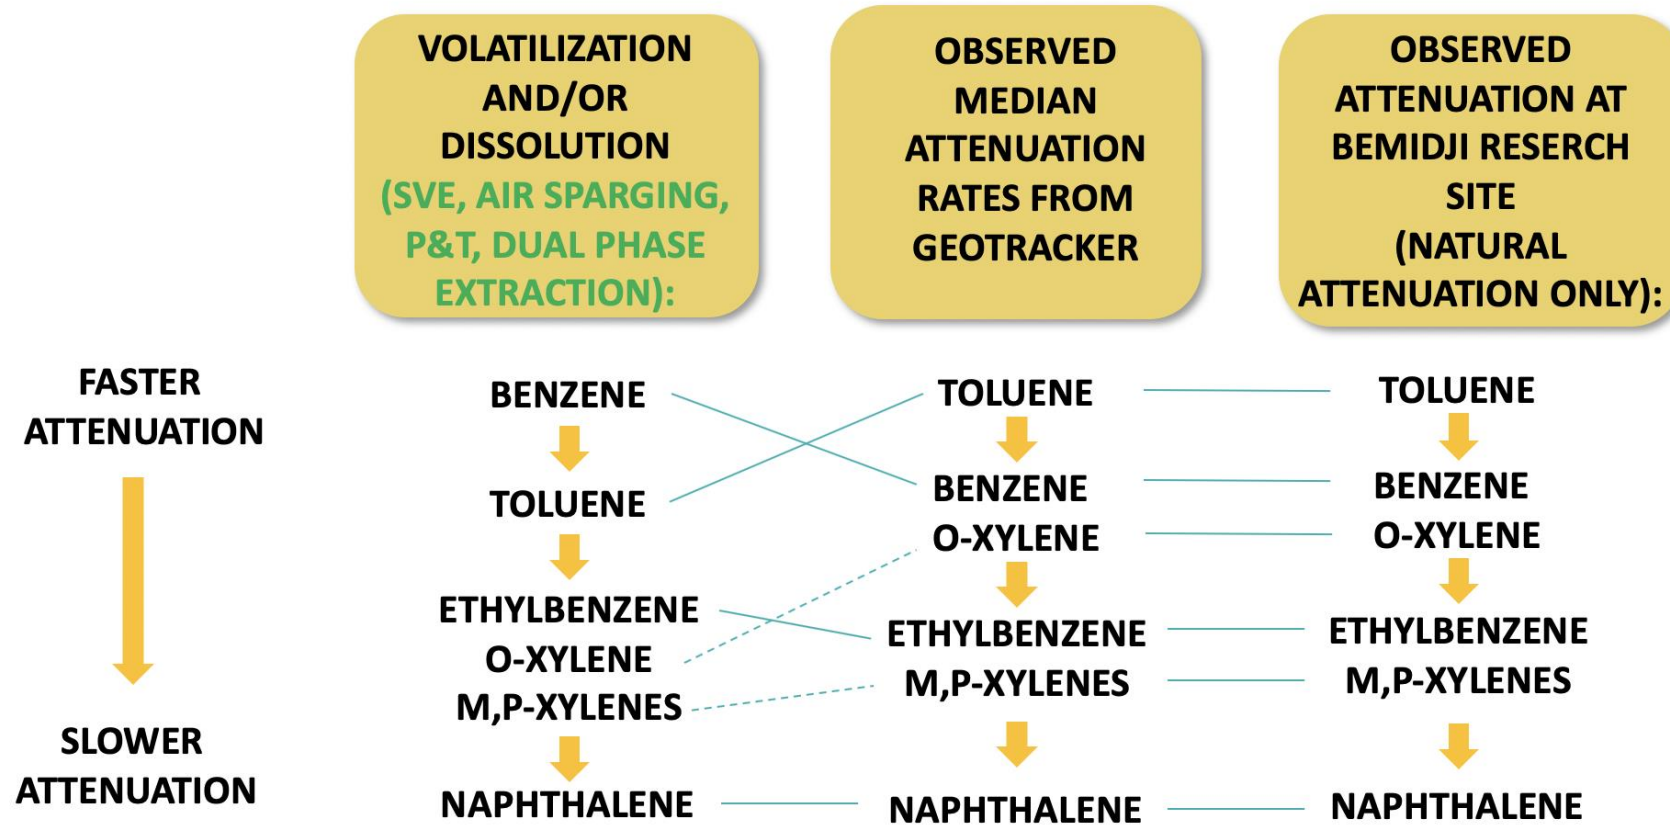 VOLATILIZATION
AND/OR
DISSOLUTION
(SVE, AIR SPARGING,
P&T, DUAL PHASE
EXTRACTION):
OBSERVED
MEDIAN
ATTENUATION
RATES FROM
GEOTRACKER
OBSERVED
ATTENUATION AT
BEMIDJI RESERCH
SITE
(NATURAL
ATTENUATION ONLY):
FASTER
ATTENUATION
SLOWER
ATTENUATION
BENZENE
TOLUENE
ETHYLBENZENE
O-XYLENE
M,P-XYLENES
NAPHTHALENE
TOLUENE
BENZENE
O-XYLENE
ETHYLBENZENE
M,P-XYLENES
NAPHTHALENE
TOLUENE
BENZENE
O-XYLENE
ETHYLBENZENE
M,P-XYLENES
NAPHTHALENE